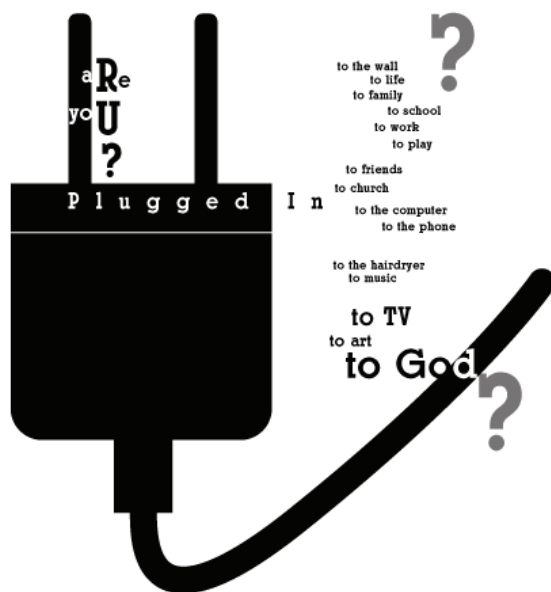 aRe
yoU
?
Plugged In
?
to the wall
to life
to family
to school
to work
to play
to friends
to church
to the computer
to the phone
to the hairdryer
to music
to TV
to art
to God
?